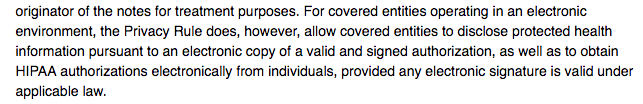 originator of the notes for treatment purposes. For covered entities operating in an electronic
environment, the Privacy Rule does, however, allow covered entities to disclose protected health
information pursuant to an electronic copy of a valid and signed authorization, as well as to obtain
HIPAA authorizations electronically from individuals, provided any electronic signature is valid under
applicable law.